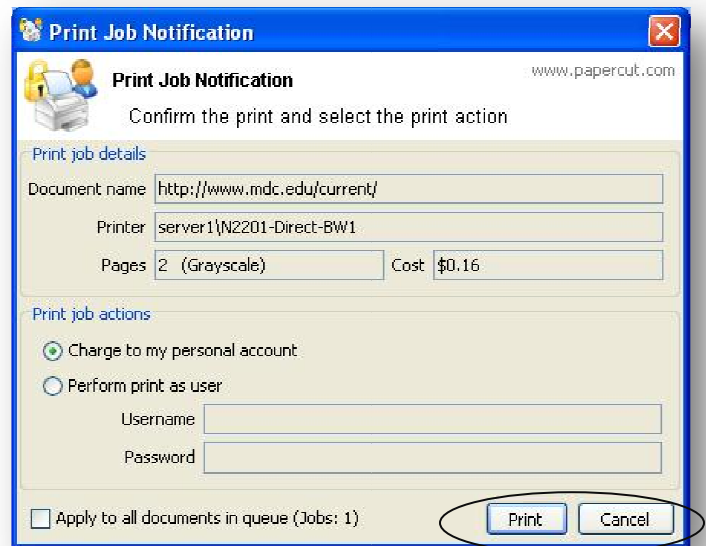 Print Job Notification
www.papercut.com
Print Job Notification
Confirm the print and select the print action
Print job details
Document name http://www.mdc.edu/current/
Printer server1\N2201-Direct-BW1
Pages 2 (Grayscale) Cost $0.16
Print job actions
Charge to my personal account
Perform print as user
Username
Password
Apply to all documents in queue (Jobs: 1) Print Cancel